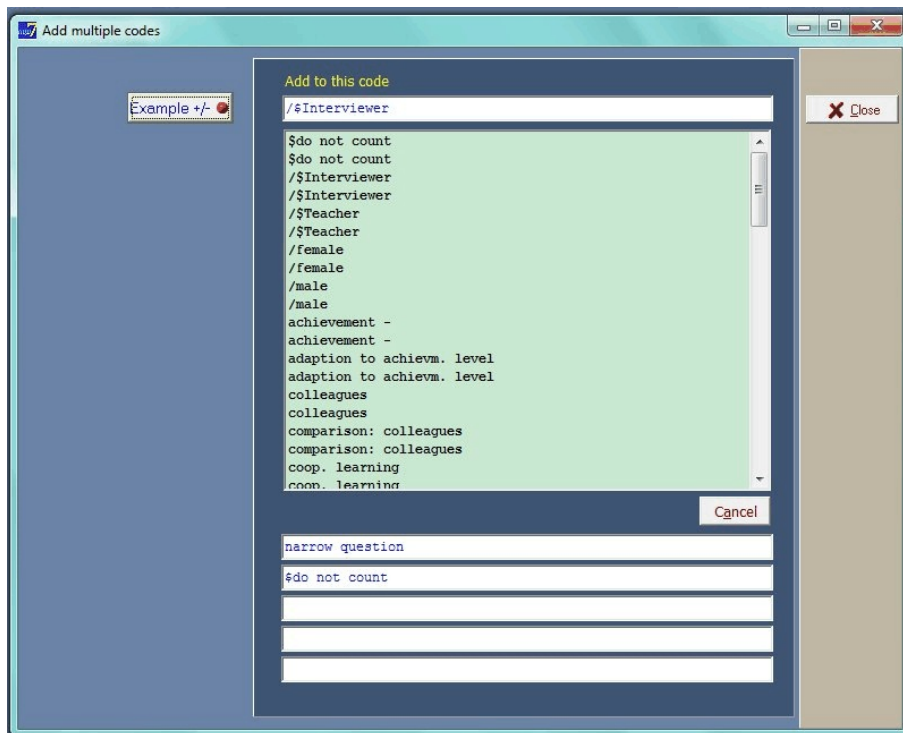 Add multiple codes
Example +/-
Add to this code
/$Interviewer
Close
$do not count
$do not count
/$Interviewer
/$Interviewer
/$Teacher
/$Teacher
/female
/female
/male
/male
achievement -
achievement -
adaption to achievm. level
adaption to achievm. level
colleagues
colleagues
comparison: colleagues
comparison: colleagues
coop. learning
coop. learning
Cancel
narrow question
$do not count